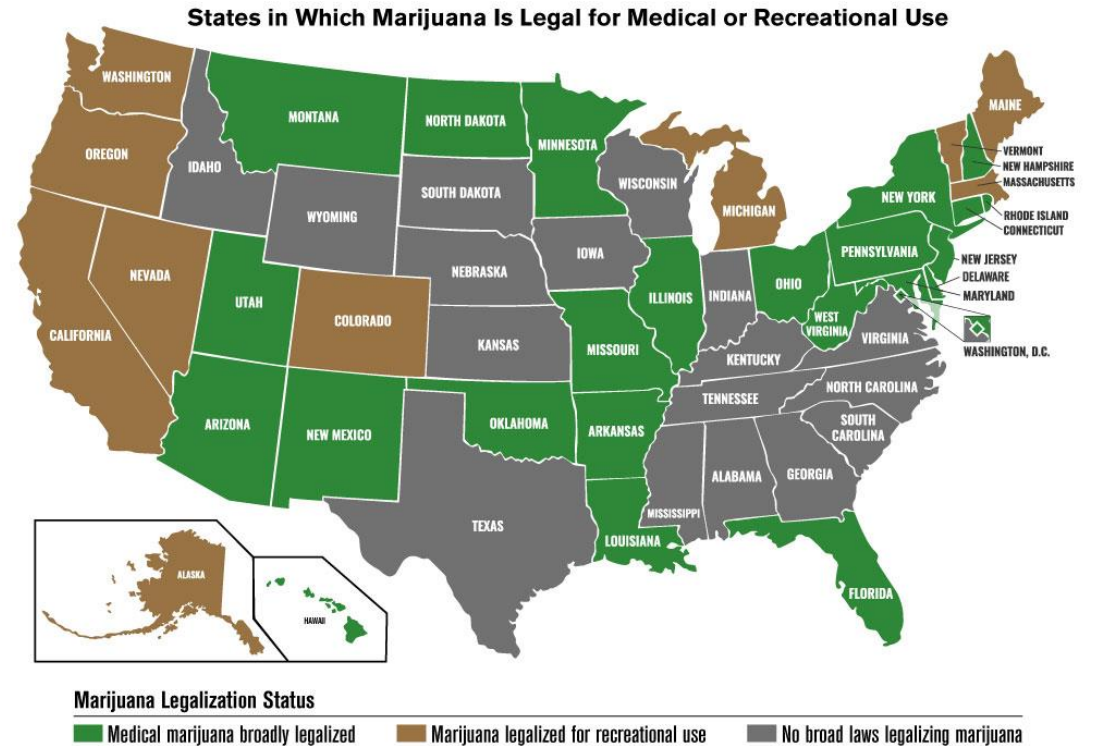 States in Which Marijuana Is Legal for Medical or Recreational Use
WASHINGTON
MONTANA
NORTH DAKOTA
MINNESOTA
MAINE
OREGON
IDAHO
VERMONT
NEW HAMPSHIRE
MASSACHUSETTS
WISCONSIN
SOUTH DAKOTA
WYOMING
MICHIGAN
NEW YORK
RHODE ISLAND
CONNECTICUT
PENNSYLVANIA
NEW JERSEY
DELAWARE
MARYLAND
IOWA
NEBRASKA
NEVADA
UTAH
ILLINOIS
INDIANA
OHIO
WEST
VIRGINIA
VIRGINIA
WASHINGTON, D.C.
CALIFORNIA
COLORADO
KANSAS
MISSOURI
KENTUCKY
NORTH CAROLINA
TENNESSEE
SOUTH
CAROLINA
ARIZONA
NEW MEXICO
OKLAHOMA
ARKANSAS
ALABAMA
GEORGIA
MISSISSIPPI
TEXAS
LOUISIANA
FLORIDA
ALASKA
HAWAII
Marijuana Legalization Status
Medical marijuana broadly legalized
Marijuana legalized for recreational use
No broad laws legalizing marijuana